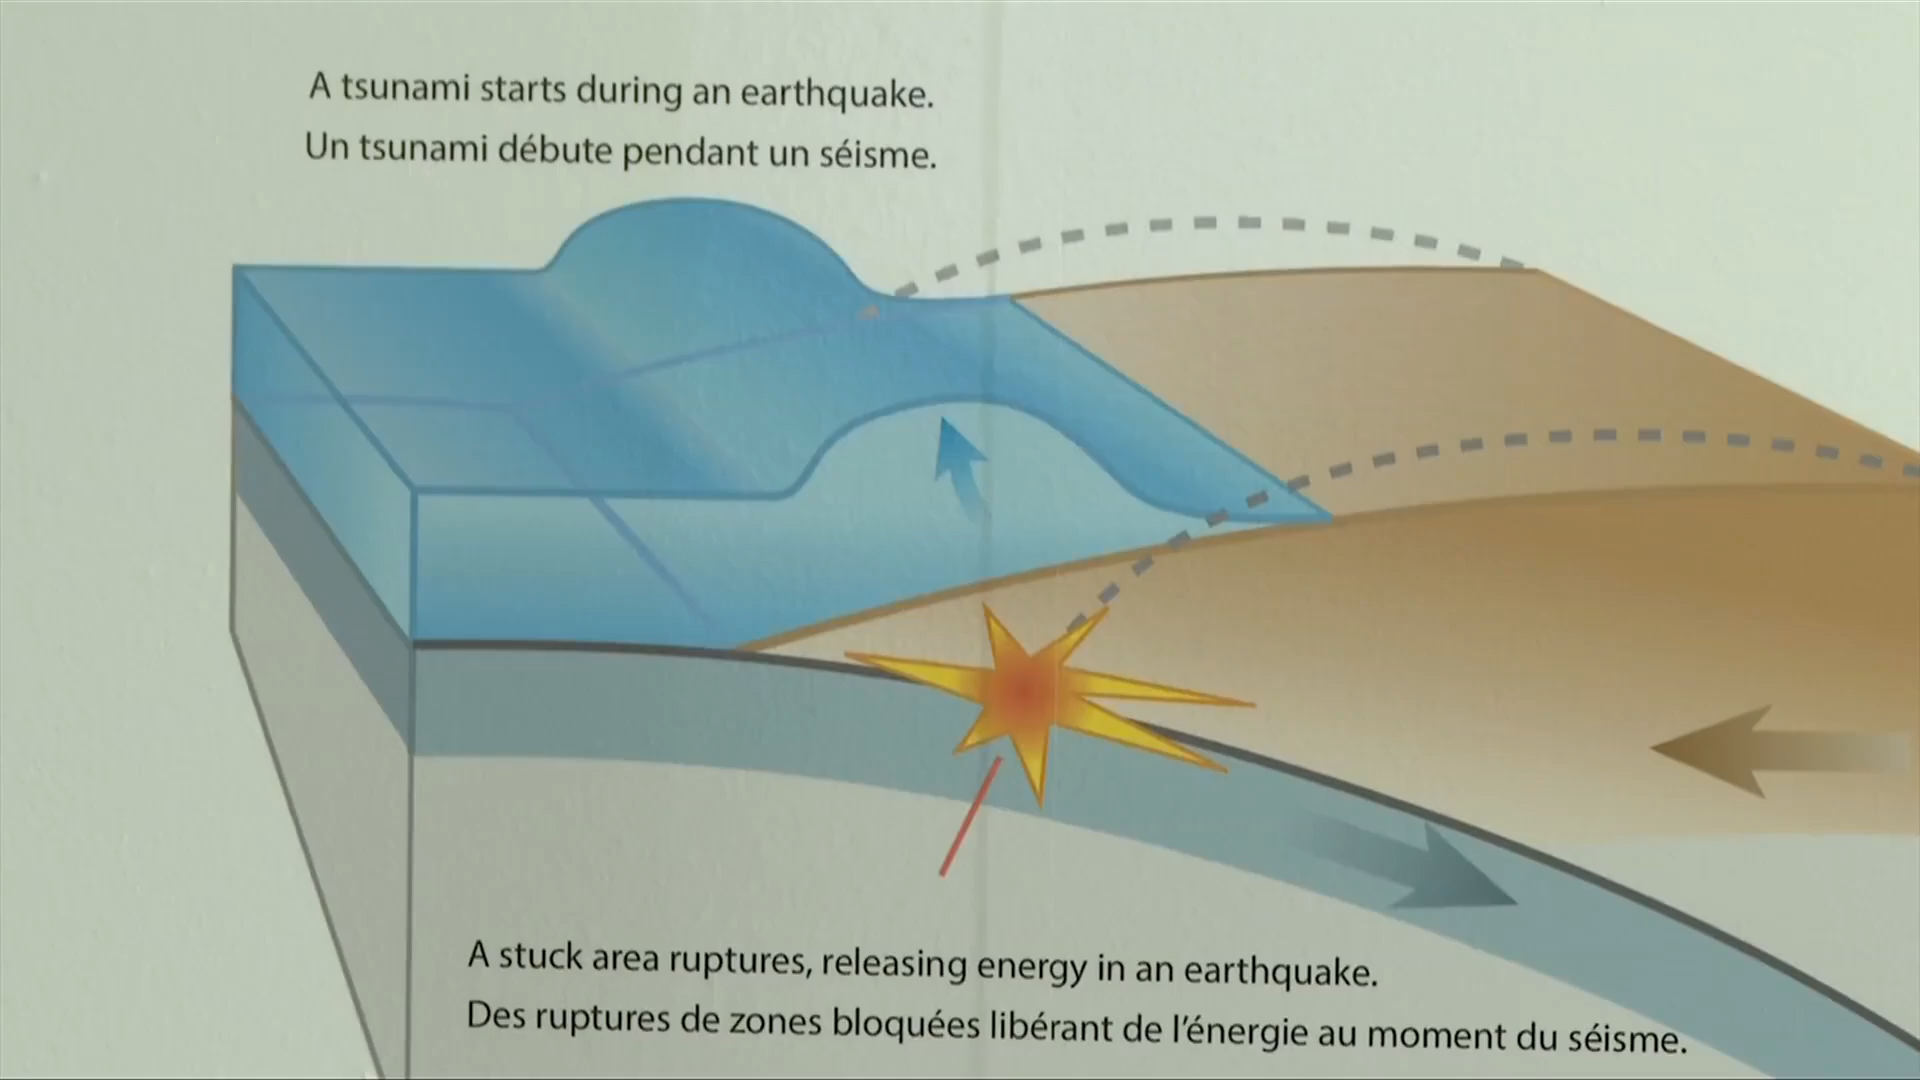 A tsunami starts during an earthquake.
Un tsunami débute pendant un séisme.
A stuck area ruptures, releasing energy in an earthquake.
Des ruptures de zones bloquées libérant de l'énergie au moment du séisme.